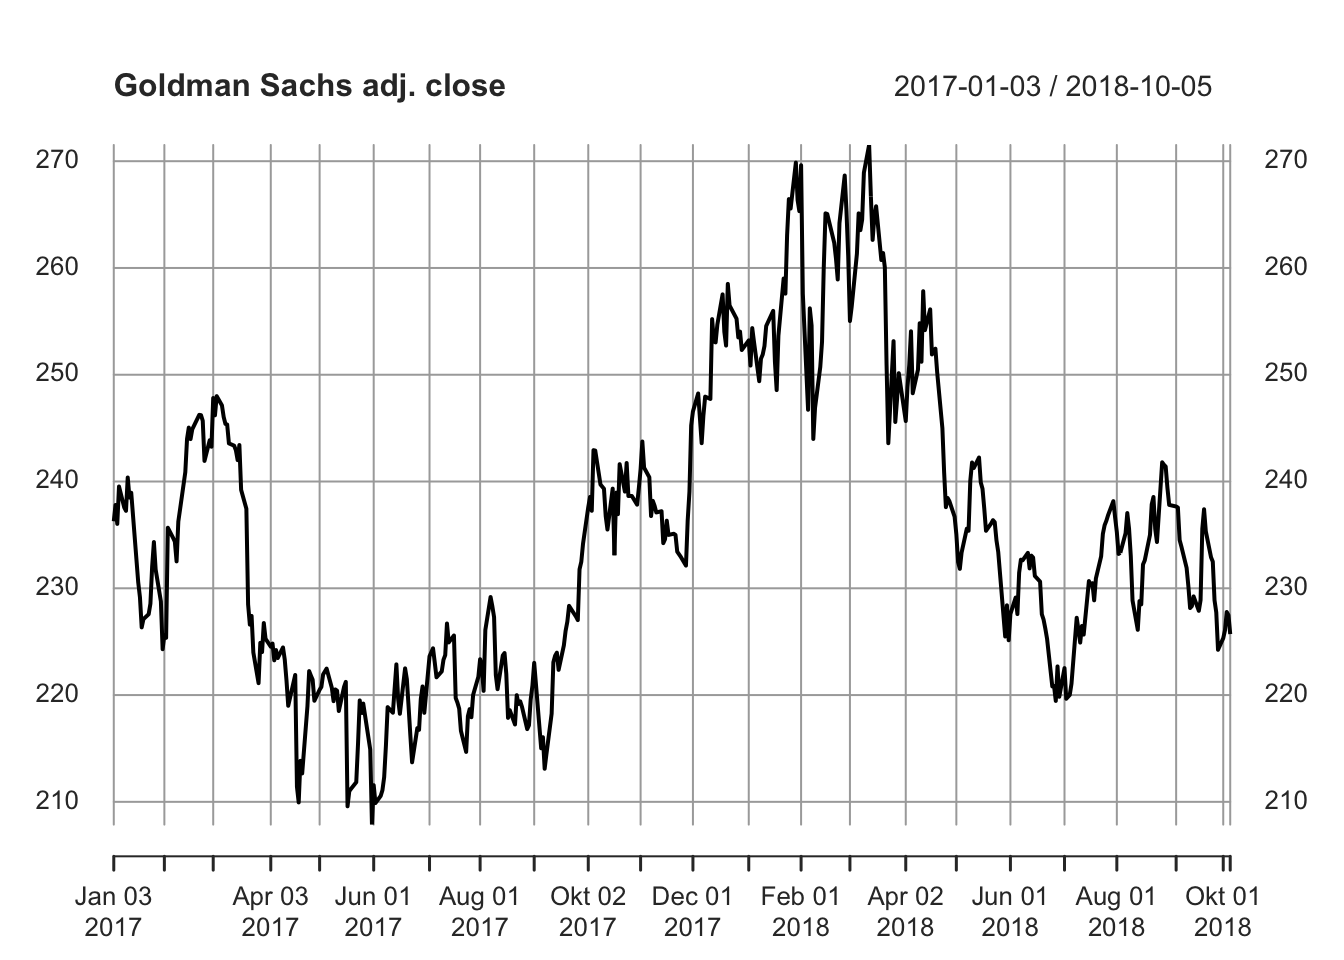 Goldman Sachs adj. close 2017-01-03 / 2018-10-05
270 270
260 260
250 250
240 240
230 230
220 220
210 210
Jan 03 Apr 03 Jun 01 Aug 01 Okt 02 Dec 01 Feb 01 Apr 02 Jun 01 Aug 01 Okt 01
2017 2017 2017 2017 2017 2017 2018 2018 2018 2018 2018